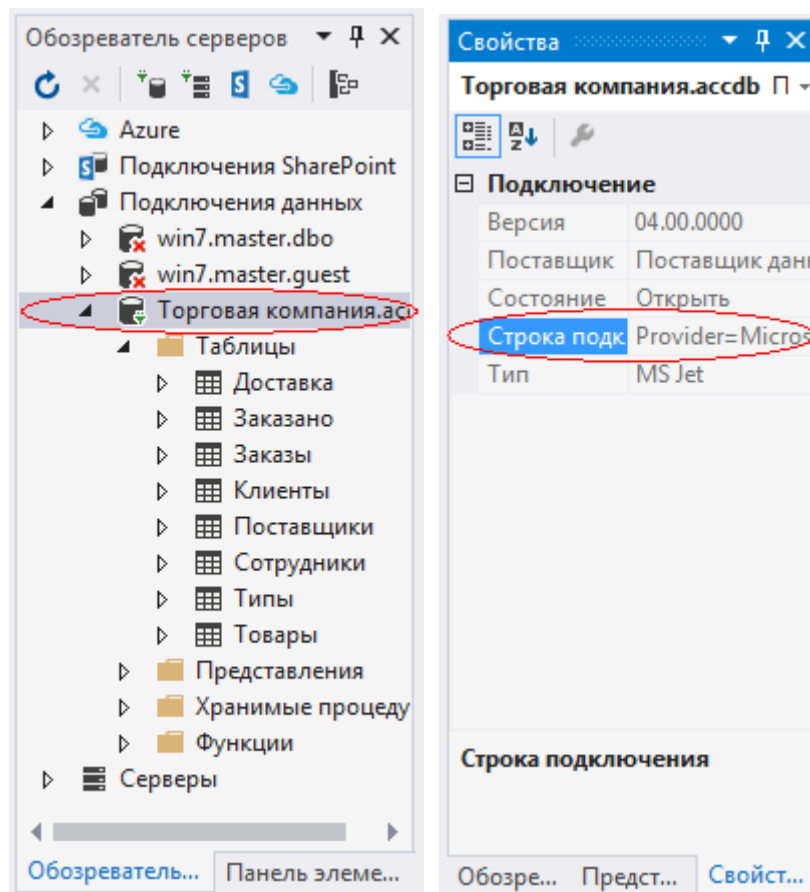 Обозреватель серверов
Azure
Подключения SharePoint
Подключения данных
win7.master.dbo
win7.master.guest
Торговая компания.acc
Таблицы
Доставка
Заказано
Заказы
Клиенты
Поставщики
Сотрудники
Типы
Товары
Представления
Хранимые процеду
Функции
Серверы
Обозреватель... Панель элеме...
Свойства
Торговая компания.accdb П
Подключение
Версия 04.00.0000
Поставщик Поставщик данн
Состояние Открыть
Строка подк Provider=Micros
Тип MS Jet
Строка подключения
Обозре... Предст... Свойст...